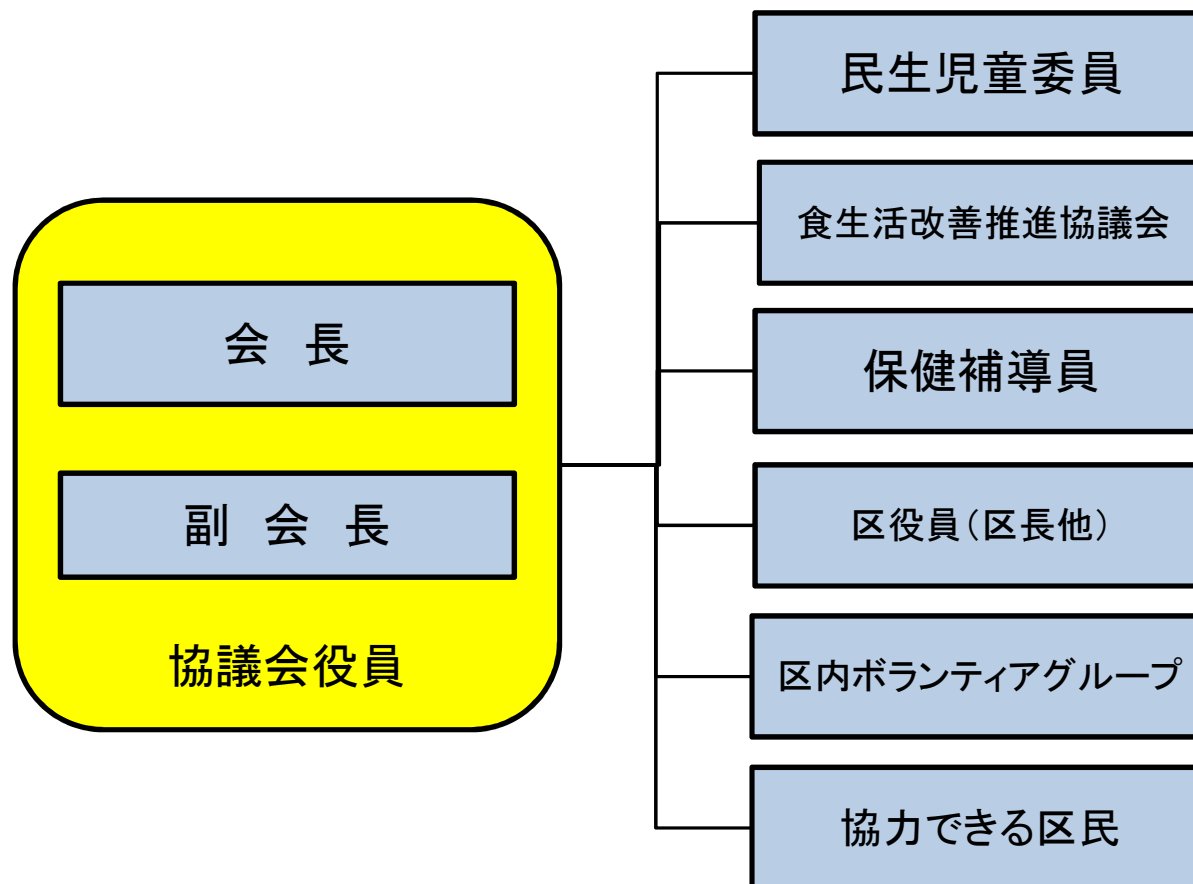 会 長
副 会 長
協議会役員
民生児童委員
食生活改善推進協議会
保健補導員
区役員（区長他）
区内ボランティアグループ
協力できる区民